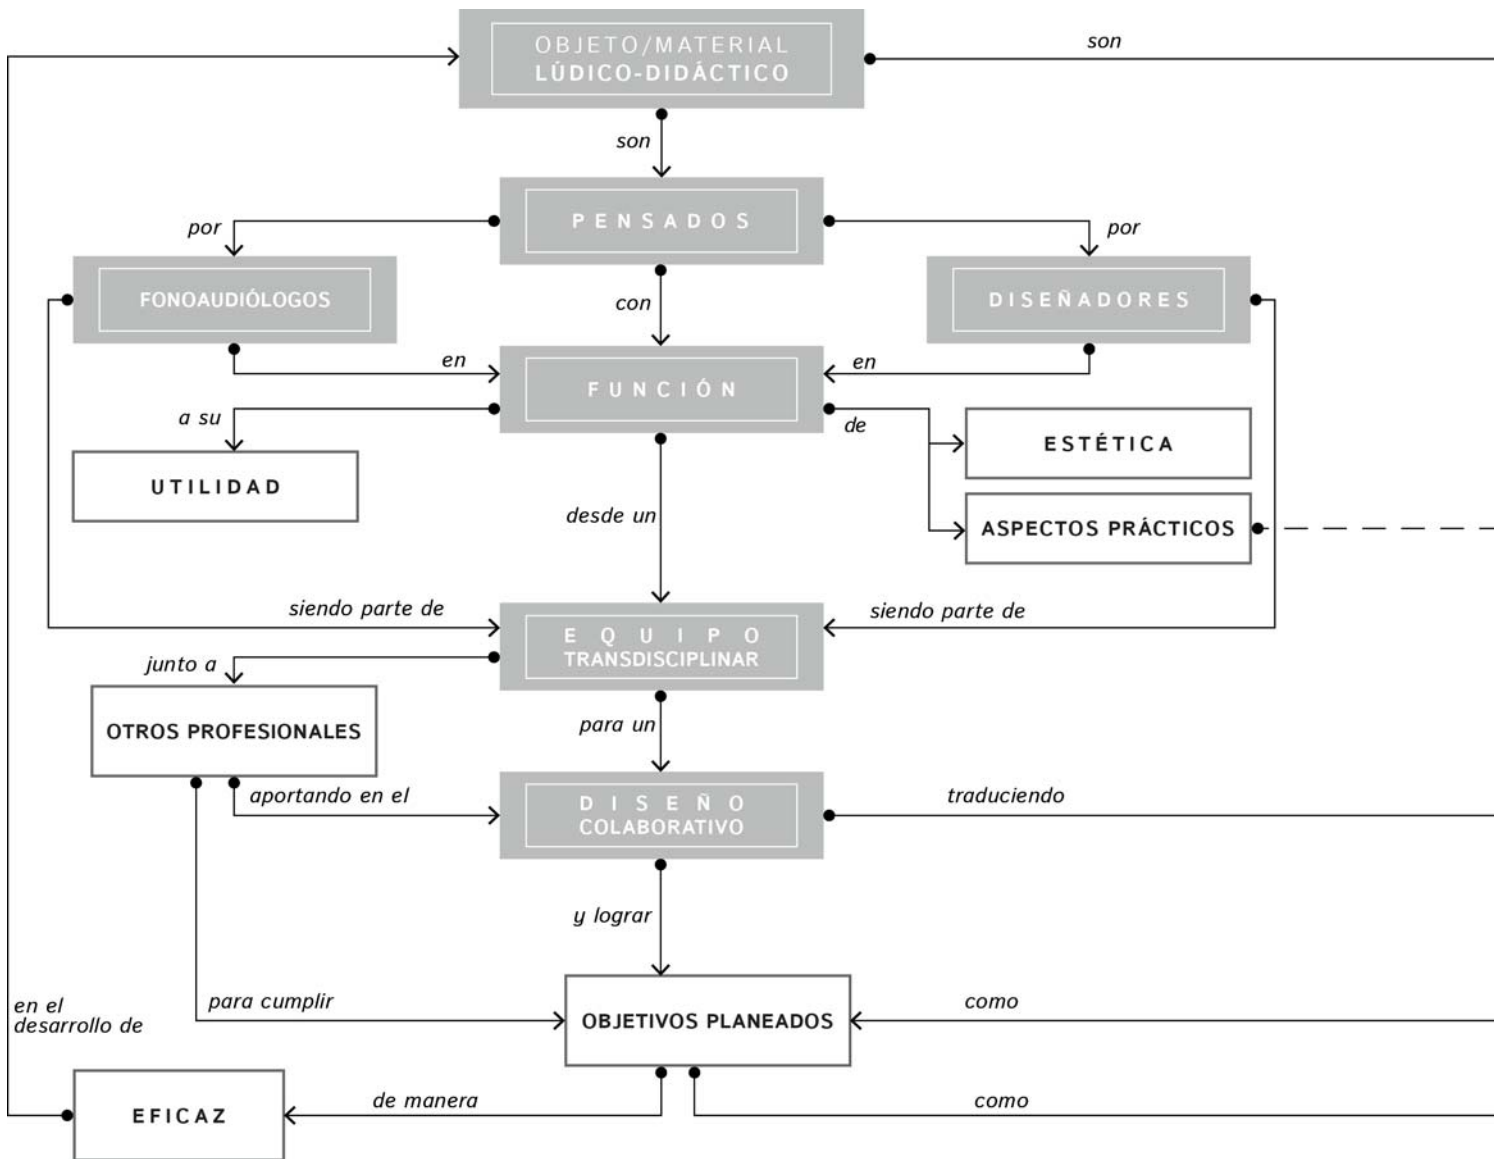 OBJETO/MATERIAL
LÚDICO-DIDÁCTICO
son
son
PENSADOS
por
por
FONOAUDIÓLOGOS
con
DISEÑADORES
en
en
FUNCIÓN
a su
de
UTILIDAD
ESTÉTICA
desde un
ASPECTOS PRÁCTICOS
siendo parte de
siendo parte de
EQUIPO
TRANSDISCIPLINAR
junto a
OTROS PROFESIONALES
para un
aportando en el
DISEÑO
COLABORATIVO
traduciendo
y lograr
en el
desarrollo de
para cumplir
OBJETIVOS PLANEADOS
como
EFICAZ
de manera
como